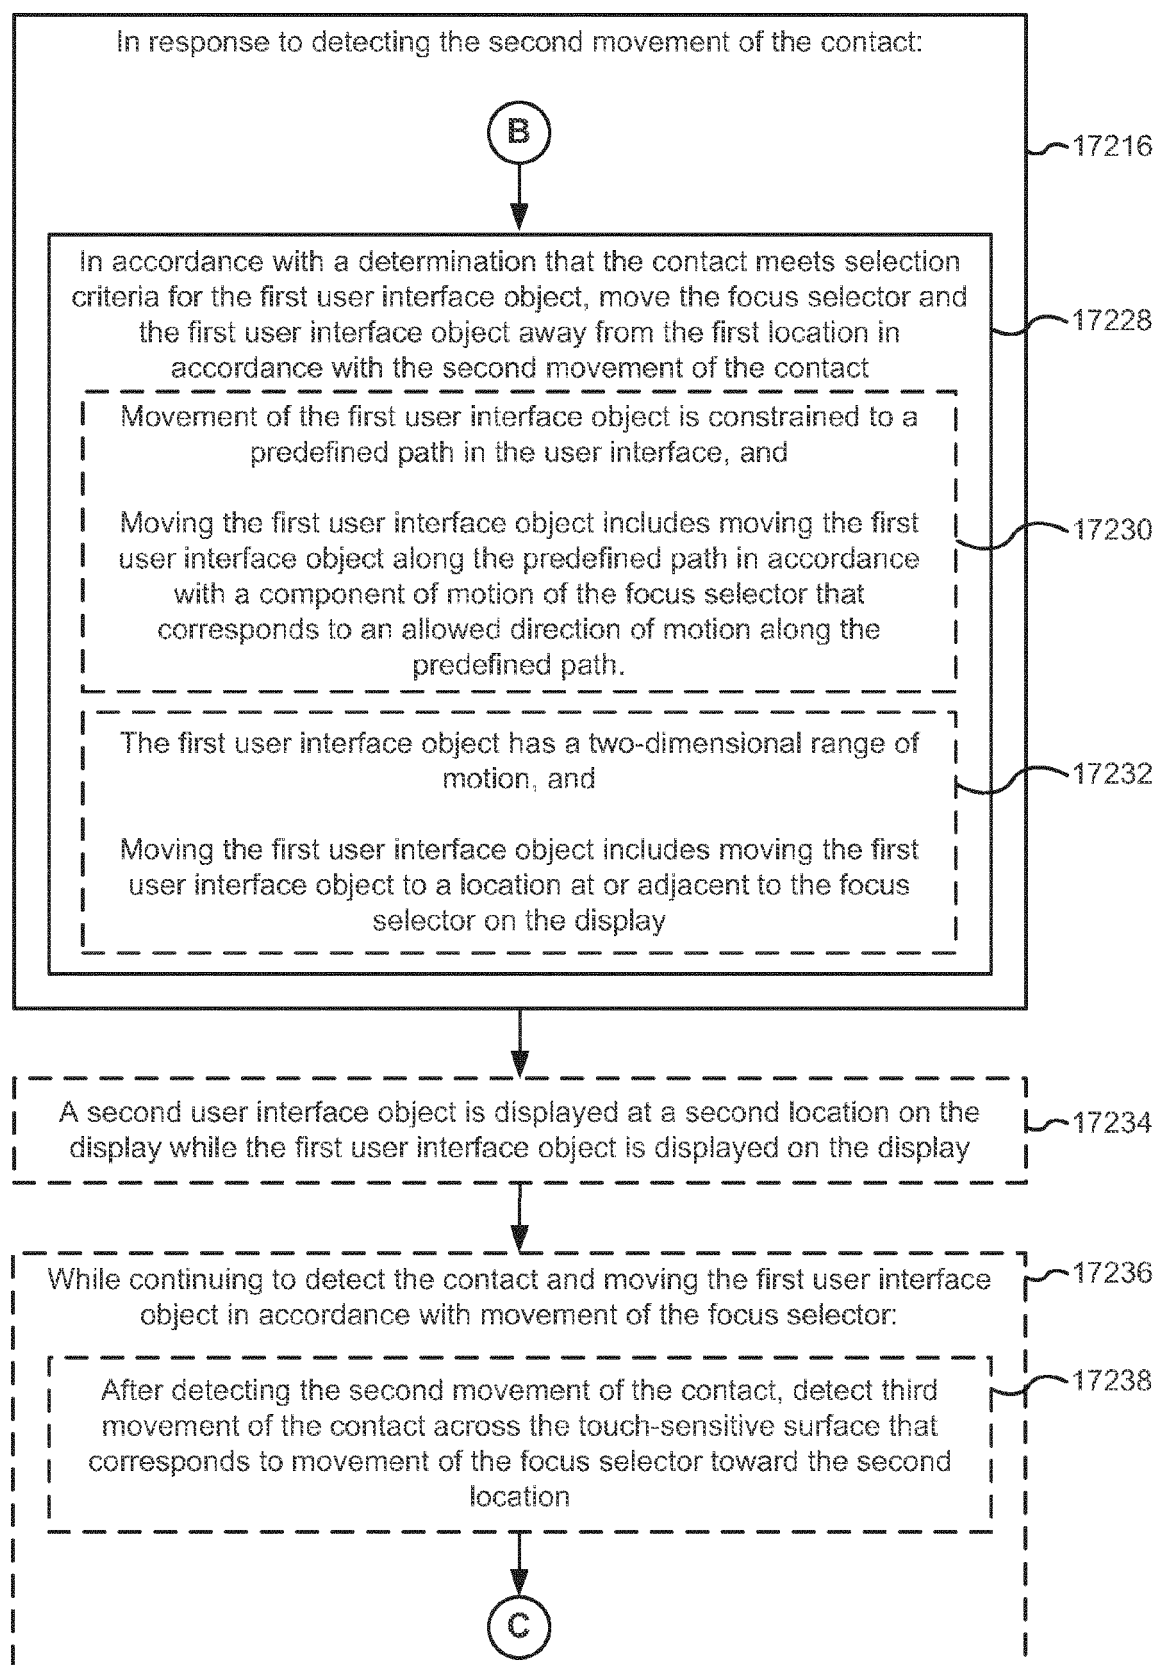 In response to detecting the second movement of the contact:
B
17216
In accordance with a determination that the contact meets selection
criteria for the first user interface object, move the focus selector and
the first user interface object away from the first location in
accordance with the second movement of the contact
17228
Movement of the first user interface object is constrained to a
predefined path in the user interface, and
Moving the first user interface object includes moving the first
user interface object along the predefined path in accordance
with a component of motion of the focus selector that
corresponds to an allowed direction of motion along the
predefined path.
17230
The first user interface object has a two-dimensional range of
motion, and
Moving the first user interface object includes moving the first
user interface object to a location at or adjacent to the focus
selector on the display
17232
A second user interface object is displayed at a second location on the
display while the first user interface object is displayed on the display
17234
While continuing to detect the contact and moving the first user interface
object in accordance with movement of the focus selector:
17236
After detecting the second movement of the contact, detect third
movement of the contact across the touch-sensitive surface that
corresponds to movement of the focus selector toward the second
location
17238
C